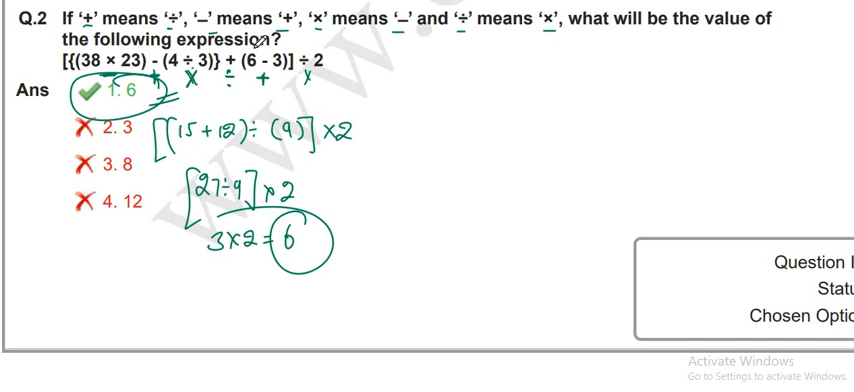 Q.2 If ‘+’ means ‘÷’, ‘–’ means ‘+’, ‘×’ means ‘–’ and ‘÷’ means ‘×’, what will be the value of
the following expression?
[{(38 × 23) - (4 ÷ 3)} + (6 - 3)] ÷ 2
– + × ÷ + ×
Ans 1. 6
2. 3
[(15 + 12) ÷ (9)] × 2
3. 8
[27 ÷ 9] × 2
4. 12
3 × 2 = 6
Question
Statu
Chosen Optio
www.
Activate Windows
Go to Settings to activate Windows.